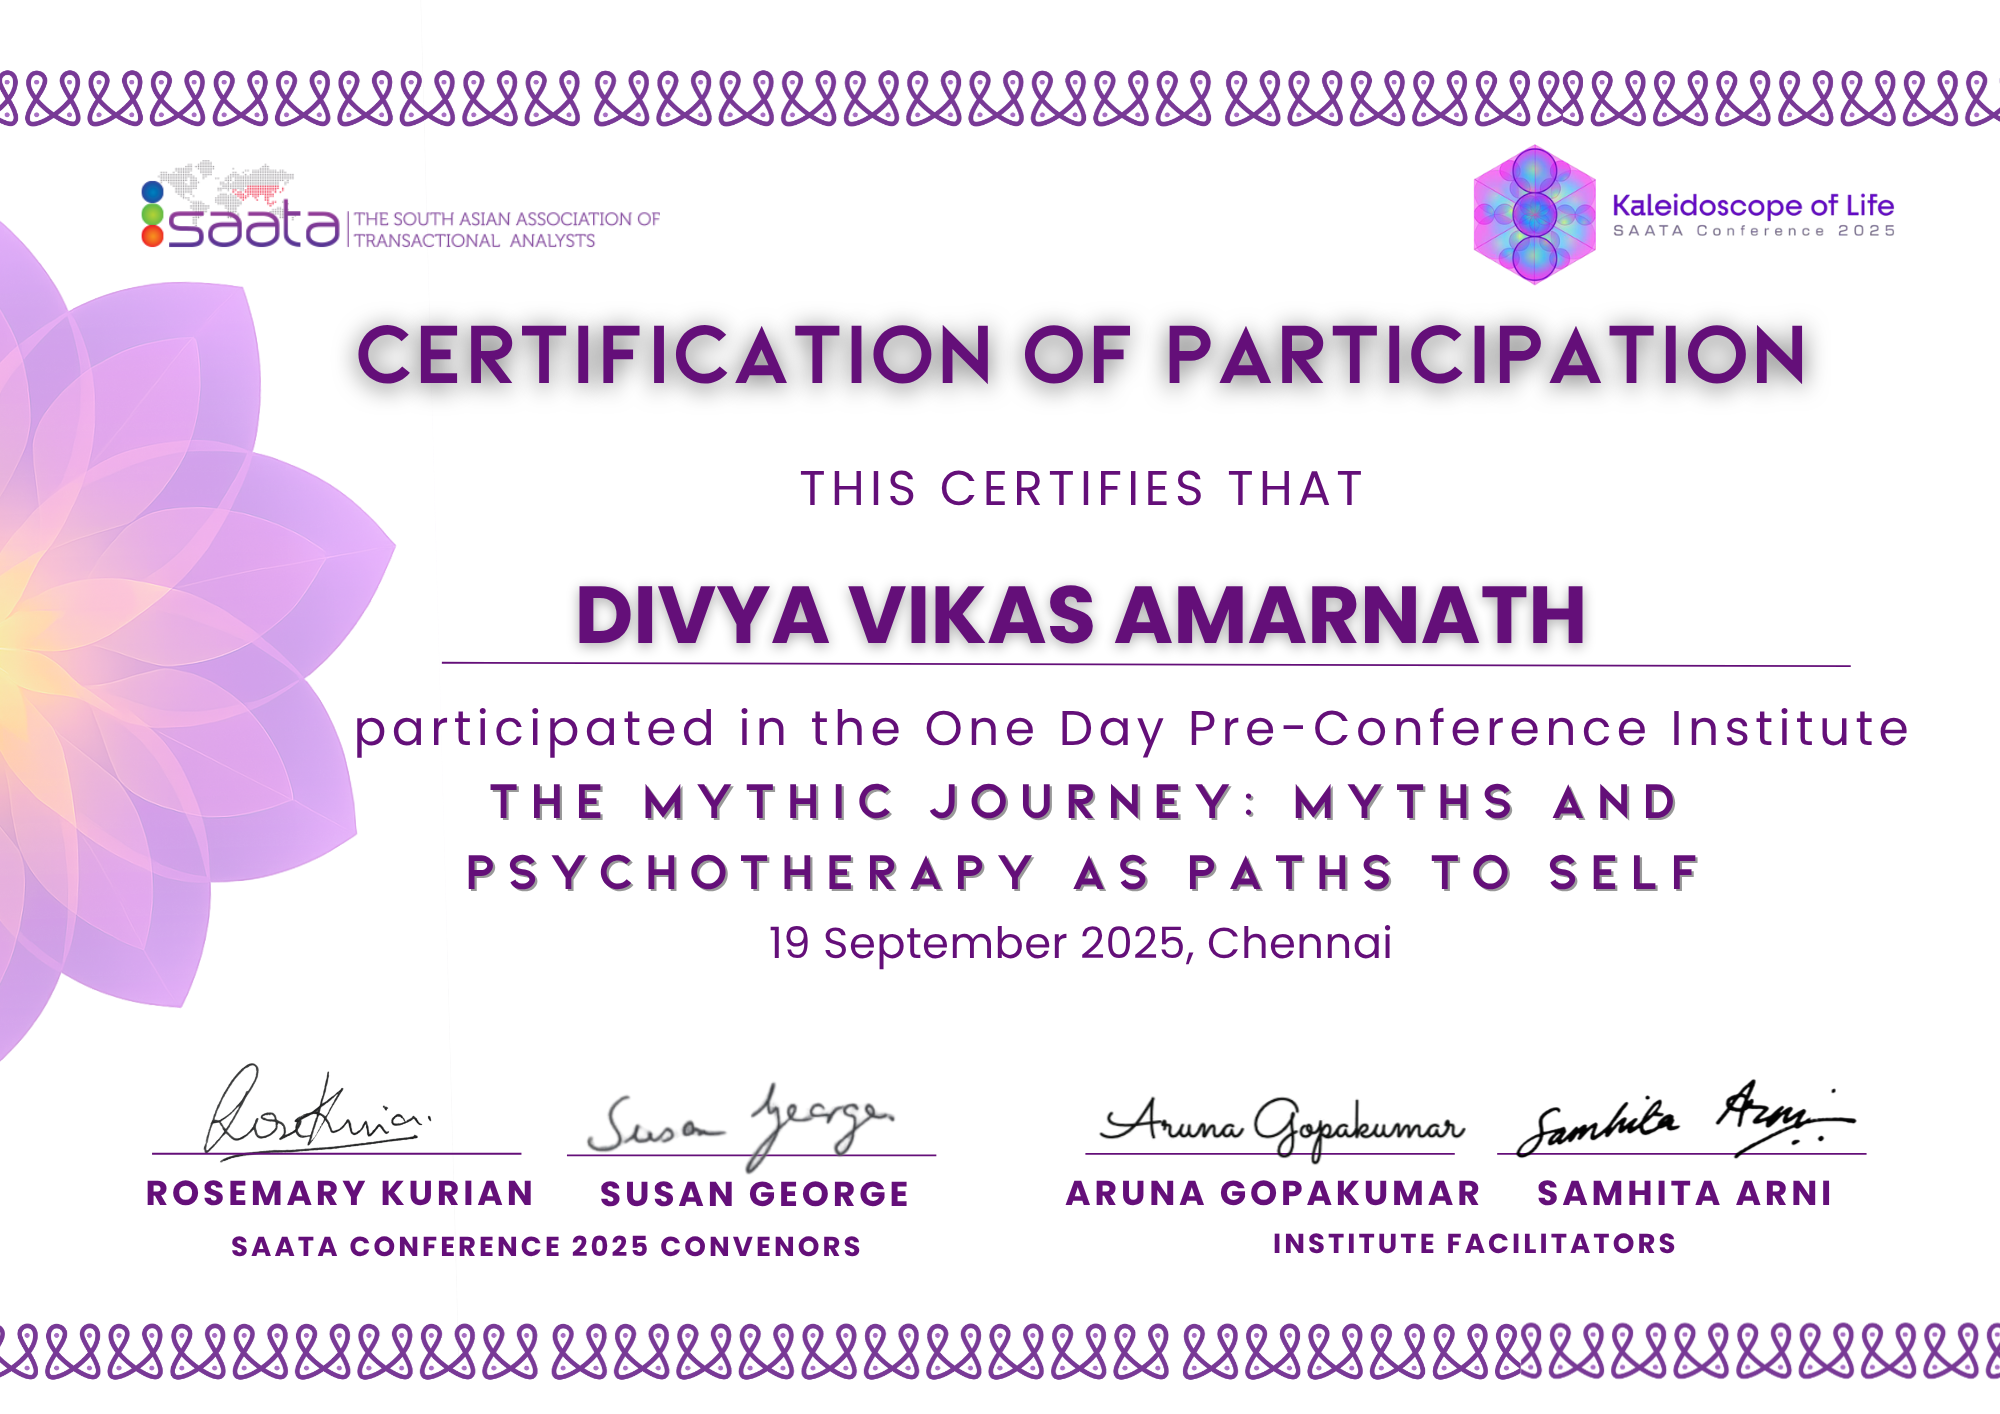 saata
THE SOUTH ASIAN ASSOCIATION OF
TRANSACTIONAL ANALYSTS
Kaleidoscope of Life
SAATA Conference 2025
CERTIFICATION OF PARTICIPATION
THIS CERTIFIES THAT
DIVYA VIKAS AMARNATH
participated in the One Day Pre-Conference Institute
THE MYTHIC JOURNEY: MYTHS AND
PSYCHOTHERAPY AS PATHS TO SELF
19 September 2025, Chennai
RoseKurian.
Susan George.
Aruna Gopakumar
Samhita Arni
ROSEMARY KURIAN
SUSAN GEORGE
ARUNA GOPAKUMAR
SAMHITA ARNI
SAATA CONFERENCE 2025 CONVENORS
INSTITUTE FACILITATORS